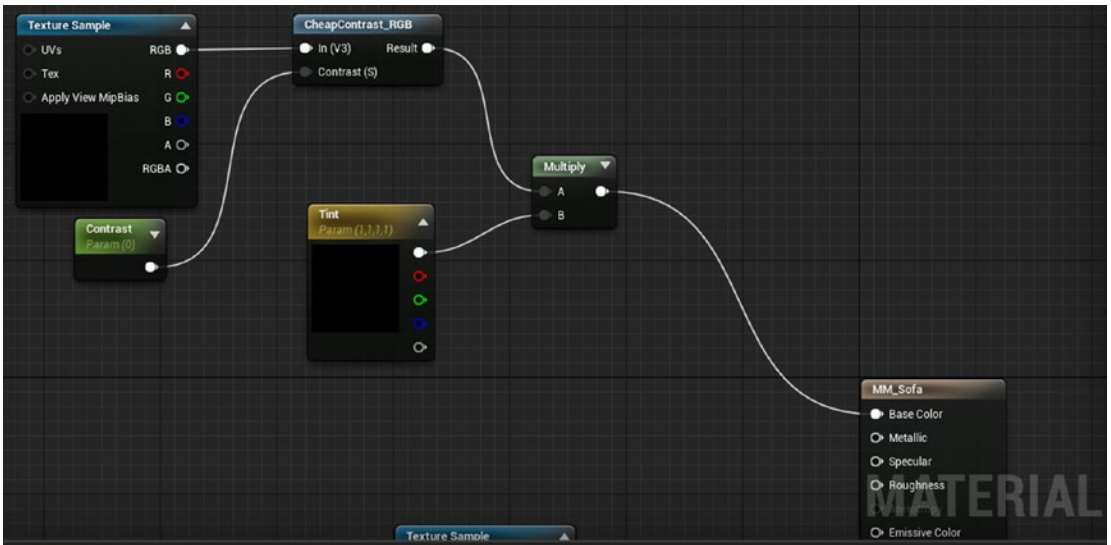 Texture Sample
UVs RGB
Tex R
Apply View MipBias G
B
A
RGBA
CheapContrast_RGB
In (V3) Result
Contrast (S)
Contrast
Param (0)
Tint
Param (1,1,1,1)
Multiply
A
B
MM_Sofa
Base Color
Metallic
Specular
Roughness
Emissive Color
MATERIAL
Texture Sample